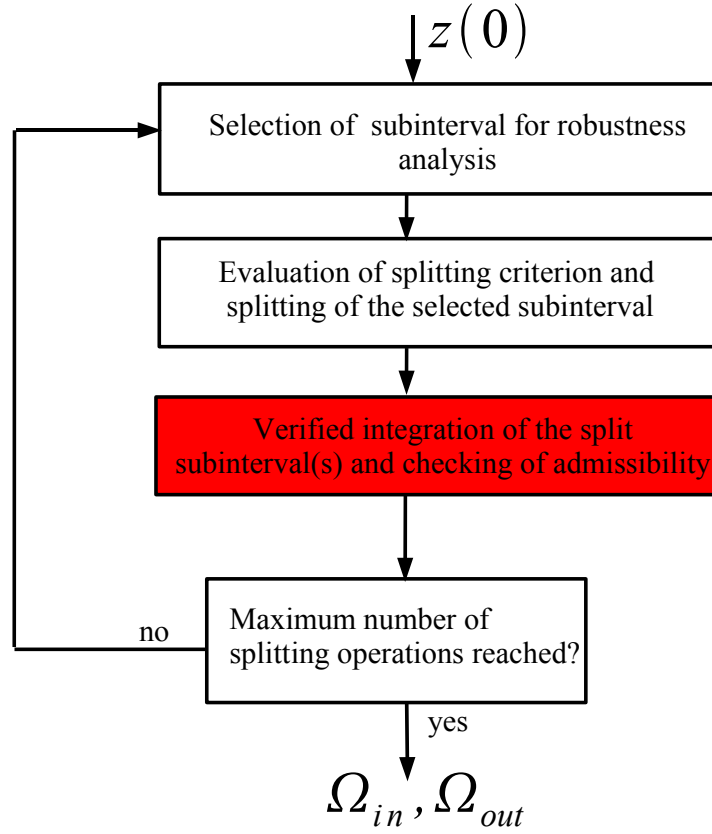 z(0)
Selection of subinterval for robustness
analysis
Evaluation of splitting criterion and
splitting of the selected subinterval
Verified integration of the split
subinterval(s) and checking of admissibility
Maximum number of
splitting operations reached?
no
yes
Ω_in , Ω_out